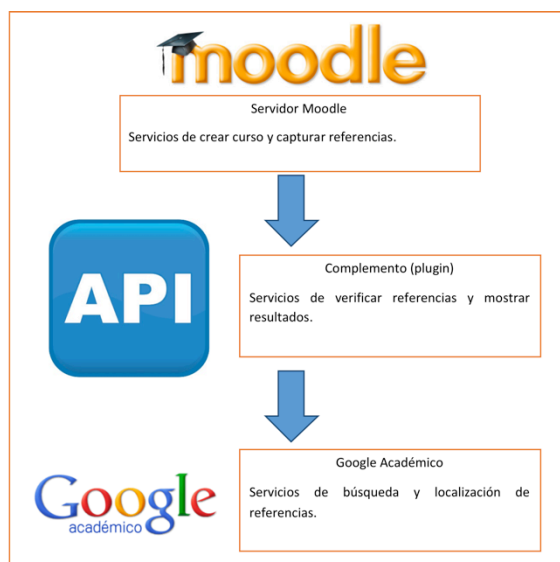 moodle
Servidor Moodle
Servicios de crear curso y capturar referencias.
API
Complemento (plugin)
Servicios de verificar referencias y mostrar
resultados.
Google Académico
Servicios de búsqueda y localización de
referencias.
Google
académico